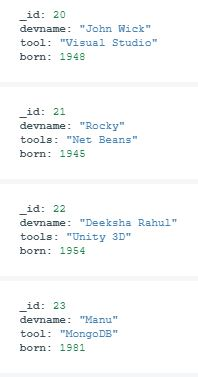 _id: 20
devname: "John Wick"
tool: "Visual Studio"
born: 1948
_id: 21
devname: "Rocky"
tools: "Net Beans"
born: 1945
_id: 22
devname: "Deeksha Rahul"
tools: "Unity 3D"
born: 1954
_id: 23
devname: "Manu"
tool: "MongoDB"
born: 1981